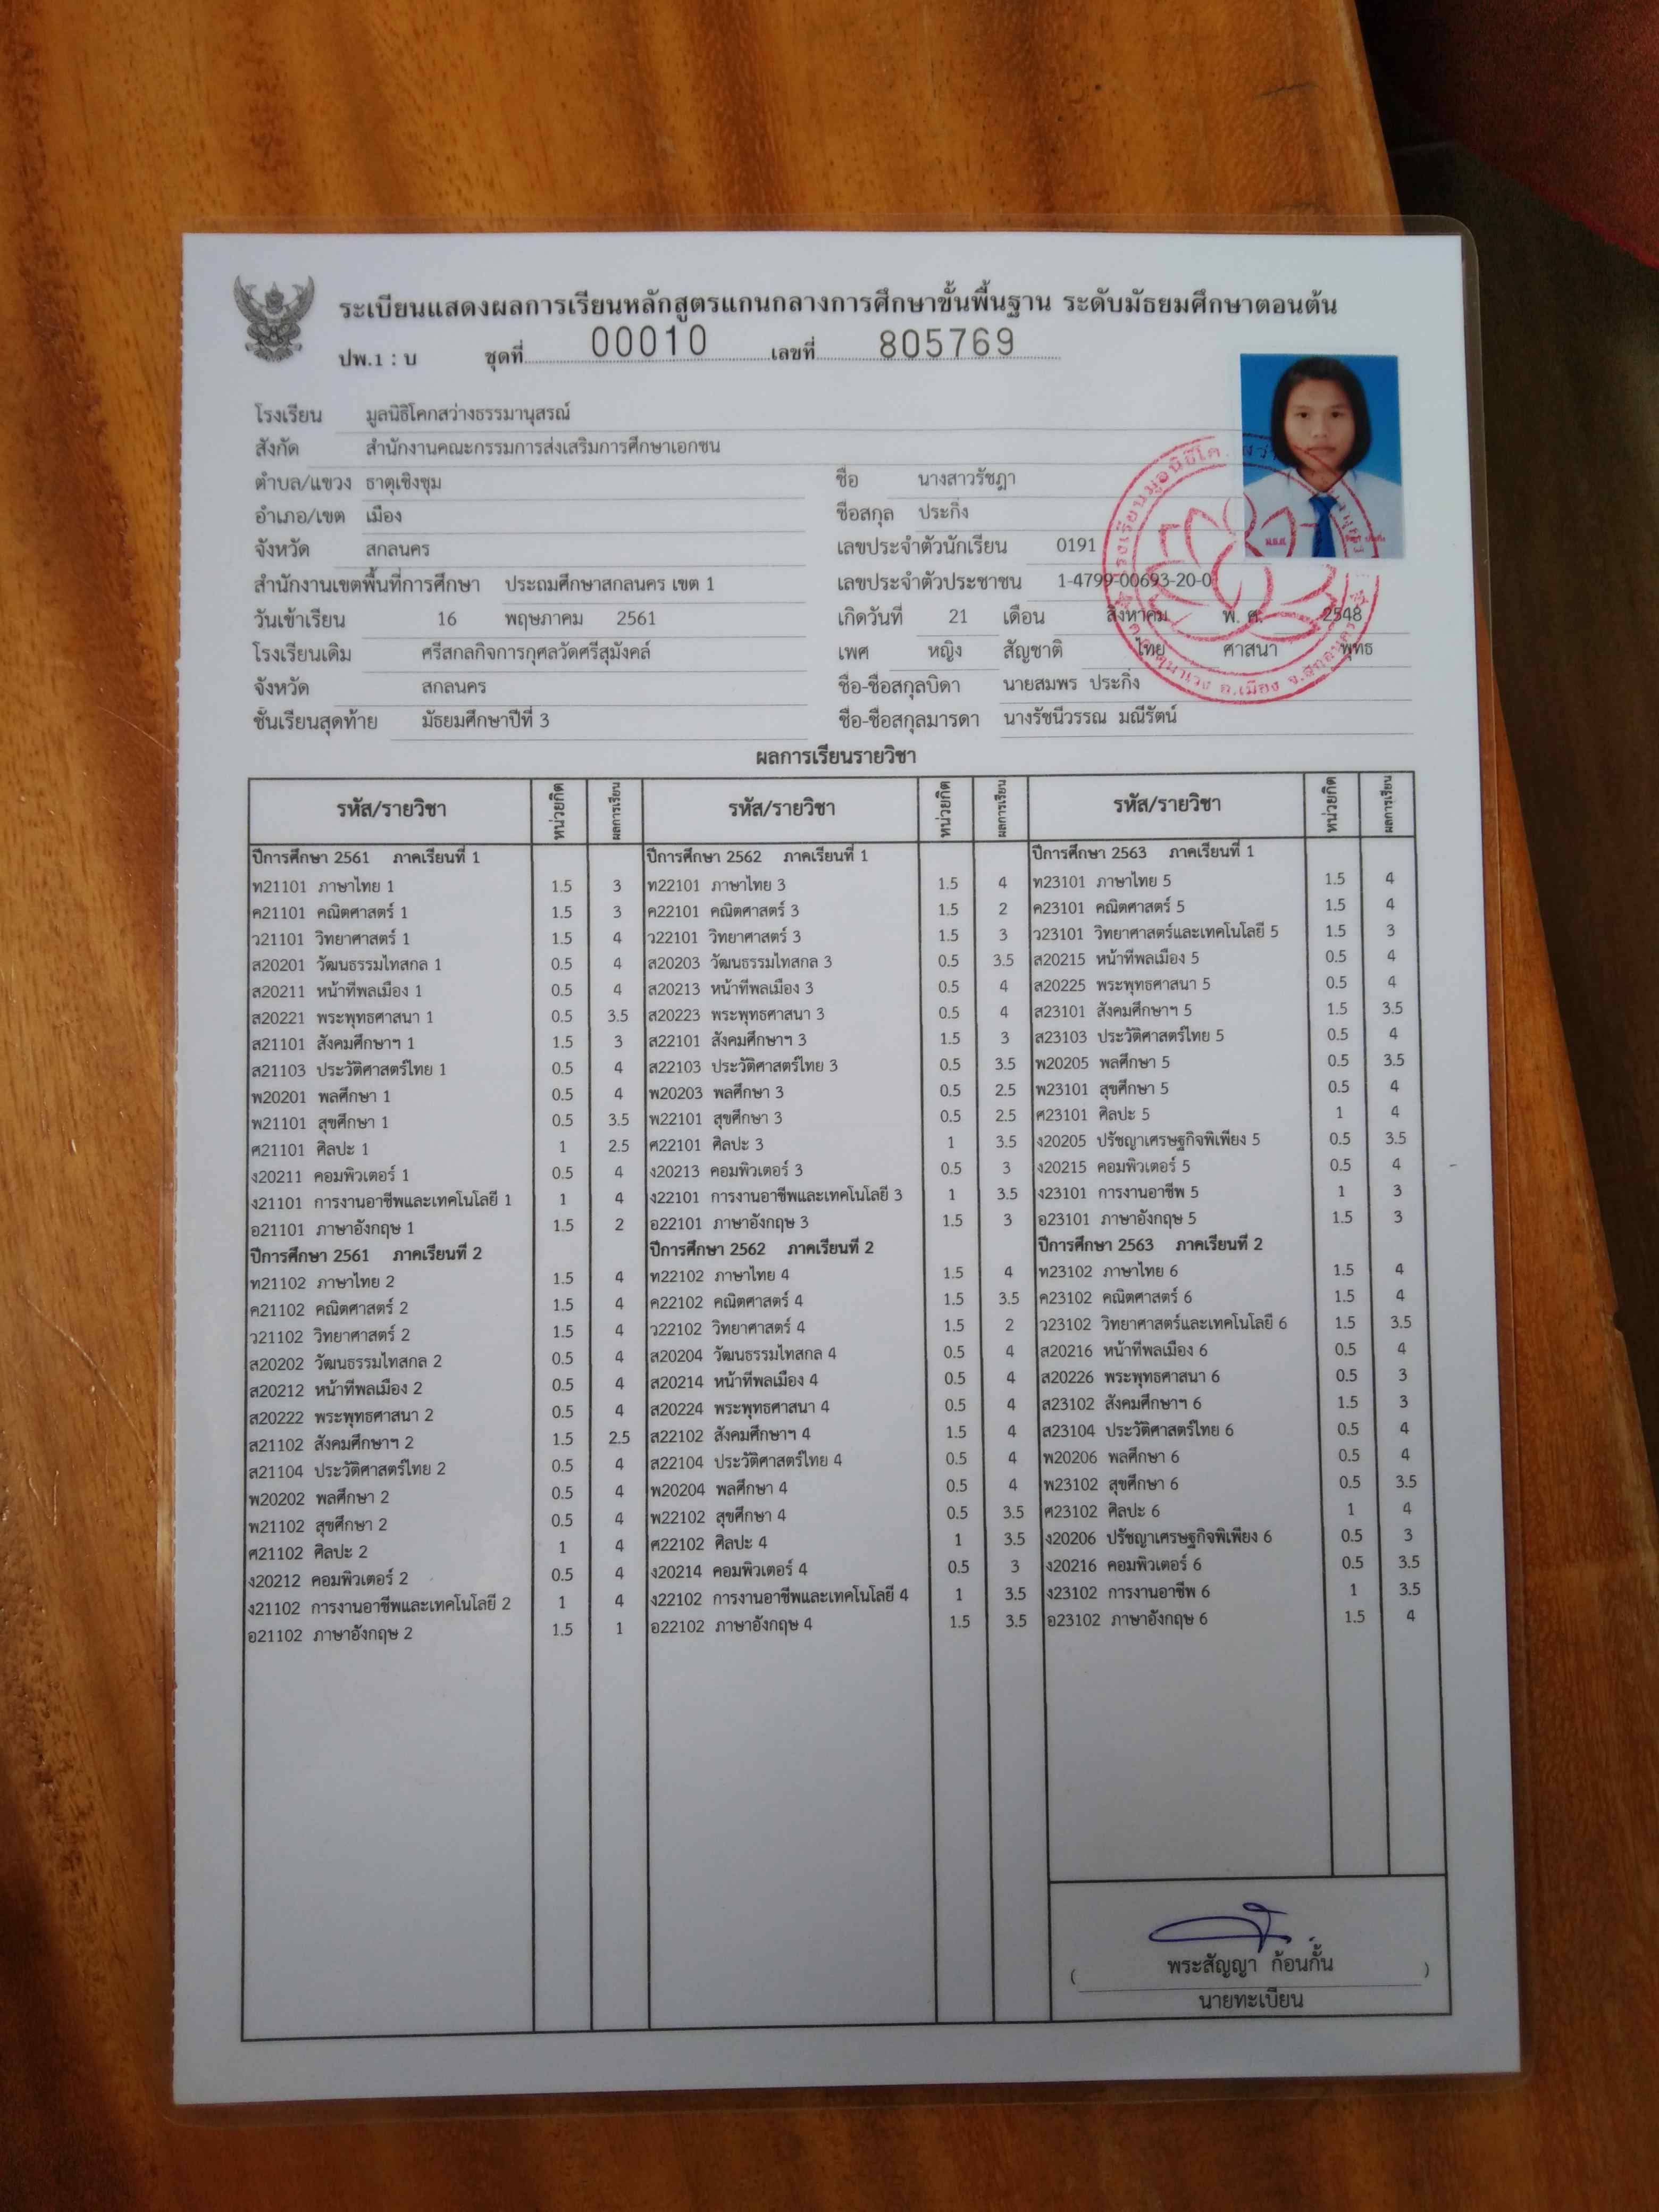 ระเบียนแสดงผลการเรียนหลักสูตรแกนกลางการศึกษาขั้นพื้นฐาน ระดับมัธยมศึกษาตอนต้น
ปพ.1 : บ ชุดที่ 00010 เลขที่ 805769
โรงเรียน มูลนิธิโคกสว่างธรรมานุสรณ์
สังกัด สำนักงานคณะกรรมการส่งเสริมการศึกษาเอกชน
ตำบล/แขวง ธาตุเชิงชุม
อำเภอ/เขต เมือง
จังหวัด สกลนคร
สำนักงานเขตพื้นที่การศึกษา ประถมศึกษาสกลนคร เขต 1
วันเข้าเรียน 16 พฤษภาคม 2561
โรงเรียนเดิม ศรีสกลกิจการกุศลวัดศรีสุมังคล์
จังหวัด สกลนคร
ชั้นเรียนสุดท้าย มัธยมศึกษาปีที่ 3
ชื่อ นางสาวรัชฎา
ชื่อสกุล ประกิ่ง
เลขประจำตัวนักเรียน 0191
เลขประจำตัวประชาชน 1-4799-00693-20-0
เกิดวันที่ 21 เดือน สิงหาคม พ. ศ. 2548
เพศ หญิง สัญชาติ ไทย ศาสนา พุทธ
ชื่อ-ชื่อสกุลบิดา นายสมพร ประกิ่ง
ชื่อ-ชื่อสกุลมารดา นางรัชนีวรรณ มณีรัตน์
ผลการเรียนรายวิชา
รหัส/รายวิชา หน่วยกิต ผลการเรียน
ปีการศึกษา 2561 ภาคเรียนที่ 1
ท21101 ภาษาไทย 1 1.5 3
ค21101 คณิตศาสตร์ 1 1.5 3
ว21101 วิทยาศาสตร์ 1 1.5 4
ส20201 วัฒนธรรมไทสกล 1 0.5 4
ส20211 หน้าที่พลเมือง 1 0.5 4
ส20221 พระพุทธศาสนา 1 0.5 3.5
ส21101 สังคมศึกษาฯ 1 1.5 3
ส21103 ประวัติศาสตร์ไทย 1 0.5 4
พ20201 พลศึกษา 1 0.5 4
พ21101 สุขศึกษา 1 0.5 3.5
ศ21101 ศิลปะ 1 1 2.5
ง20211 คอมพิวเตอร์ 1 0.5 4
ง21101 การงานอาชีพและเทคโนโลยี 1 1 4
อ21101 ภาษาอังกฤษ 1 1.5 2
ปีการศึกษา 2561 ภาคเรียนที่ 2
ท21102 ภาษาไทย 2 1.5 4
ค21102 คณิตศาสตร์ 2 1.5 4
ว21102 วิทยาศาสตร์ 2 1.5 4
ส20202 วัฒนธรรมไทสกล 2 0.5 4
ส20212 หน้าที่พลเมือง 2 0.5 4
ส20222 พระพุทธศาสนา 2 0.5 4
ส21102 สังคมศึกษาฯ 2 1.5 2.5
ส21104 ประวัติศาสตร์ไทย 2 0.5 4
พ20202 พลศึกษา 2 0.5 4
พ21102 สุขศึกษา 2 0.5 4
ศ21102 ศิลปะ 2 1 4
ง20212 คอมพิวเตอร์ 2 0.5 4
ง21102 การงานอาชีพและเทคโนโลยี 2 1 4
อ21102 ภาษาอังกฤษ 2 1.5 1
รหัส/รายวิชา หน่วยกิต ผลการเรียน
ปีการศึกษา 2562 ภาคเรียนที่ 1
ท22101 ภาษาไทย 3 1.5 4
ค22101 คณิตศาสตร์ 3 1.5 2
ว22101 วิทยาศาสตร์ 3 1.5 3
ส20203 วัฒนธรรมไทสกล 3 0.5 3.5
ส20213 หน้าที่พลเมือง 3 0.5 4
ส20223 พระพุทธศาสนา 3 0.5 4
ส22101 สังคมศึกษาฯ 3 1.5 3
ส22103 ประวัติศาสตร์ไทย 3 0.5 3.5
พ20203 พลศึกษา 3 0.5 2.5
พ22101 สุขศึกษา 3 0.5 2.5
ศ22101 ศิลปะ 3 1 3.5
ง20213 คอมพิวเตอร์ 3 0.5 3
ง22101 การงานอาชีพและเทคโนโลยี 3 1 3.5
อ22101 ภาษาอังกฤษ 3 1.5 3
ปีการศึกษา 2562 ภาคเรียนที่ 2
ท22102 ภาษาไทย 4 1.5 4
ค22102 คณิตศาสตร์ 4 1.5 3.5
ว22102 วิทยาศาสตร์ 4 1.5 2
ส20204 วัฒนธรรมไทสกล 4 0.5 4
ส20214 หน้าที่พลเมือง 4 0.5 4
ส20224 พระพุทธศาสนา 4 0.5 4
ส22102 สังคมศึกษาฯ 4 1.5 4
ส22104 ประวัติศาสตร์ไทย 4 0.5 4
พ20204 พลศึกษา 4 0.5 4
พ22102 สุขศึกษา 4 0.5 3.5
ศ22102 ศิลปะ 4 1 3.5
ง20214 คอมพิวเตอร์ 4 0.5 3
ง22102 การงานอาชีพและเทคโนโลยี 4 1 3.5
อ22102 ภาษาอังกฤษ 4 1.5 3.5
รหัส/รายวิชา หน่วยกิต ผลการเรียน
ปีการศึกษา 2563 ภาคเรียนที่ 1
ท23101 ภาษาไทย 5 1.5 4
ค23101 คณิตศาสตร์ 5 1.5 4
ว23101 วิทยาศาสตร์และเทคโนโลยี 5 1.5 3
ส20215 หน้าที่พลเมือง 5 0.5 4
ส20225 พระพุทธศาสนา 5 0.5 4
ส23101 สังคมศึกษาฯ 5 1.5 3.5
ส23103 ประวัติศาสตร์ไทย 5 0.5 4
พ20205 พลศึกษา 5 0.5 3.5
พ23101 สุขศึกษา 5 0.5 4
ศ23101 ศิลปะ 5 1 4
ง20205 ปรัชญาเศรษฐกิจพิเพียง 5 0.5 3.5
ง20215 คอมพิวเตอร์ 5 0.5 4
ง23101 การงานอาชีพ 5 1 3
อ23101 ภาษาอังกฤษ 5 1.5 3
ปีการศึกษา 2563 ภาคเรียนที่ 2
ท23102 ภาษาไทย 6 1.5 4
ค23102 คณิตศาสตร์ 6 1.5 4
ว23102 วิทยาศาสตร์และเทคโนโลยี 6 1.5 3.5
ส20216 หน้าที่พลเมือง 6 0.5 4
ส20226 พระพุทธศาสนา 6 0.5 3
ส23102 สังคมศึกษาฯ 6 1.5 3
ส23104 ประวัติศาสตร์ไทย 6 0.5 4
พ20206 พลศึกษา 6 0.5 4
พ23102 สุขศึกษา 6 0.5 3.5
ศ23102 ศิลปะ 6 1 4
ง20206 ปรัชญาเศรษฐกิจพิเพียง 6 0.5 3
ง20216 คอมพิวเตอร์ 6 0.5 3.5
ง23102 การงานอาชีพ 6 1 3.5
อ23102 ภาษาอังกฤษ 6 1.5 4
( พระสัญญา ก้อนกั้น )
นายทะเบียน